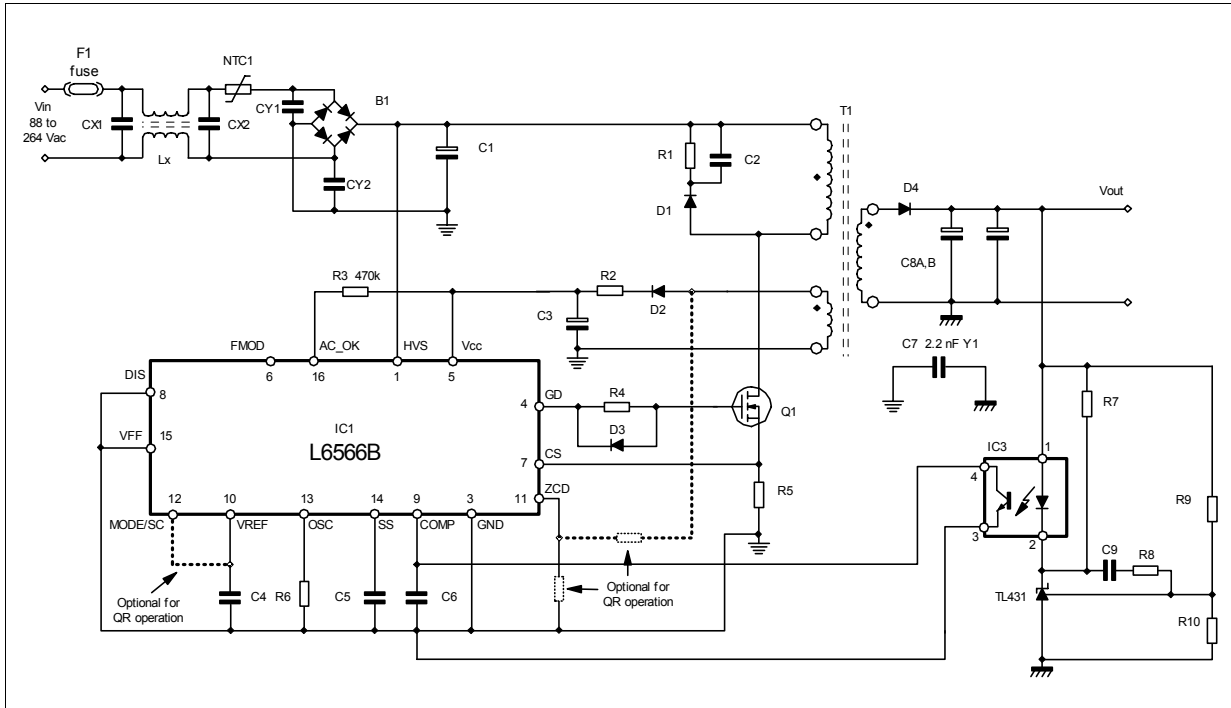 F1
fuse
NTC1
Vin
88 to
264 Vac
CX1
Lx
CX2
CY1
CY2
B1
C1
R1
C2
D1
T1
D4
Vout
C8A,B
R3 470k
R2
D2
C3
C7 2.2 nF Y1
FMOD
AC_OK
HVS
Vcc
6
16
1
5
DIS
8
VFF
15
IC1
L6566B
4
GD
R4
D3
Q1
7
CS
11
ZCD
R5
12
10
13
14
9
3
MODE/SC
VREF
OSC
SS
COMP
GND
Optional for
QR operation
C4
R6
C5
C6
Optional for
QR operation
IC3
1
4
3
2
R7
R9
C9
R8
TL431
R10